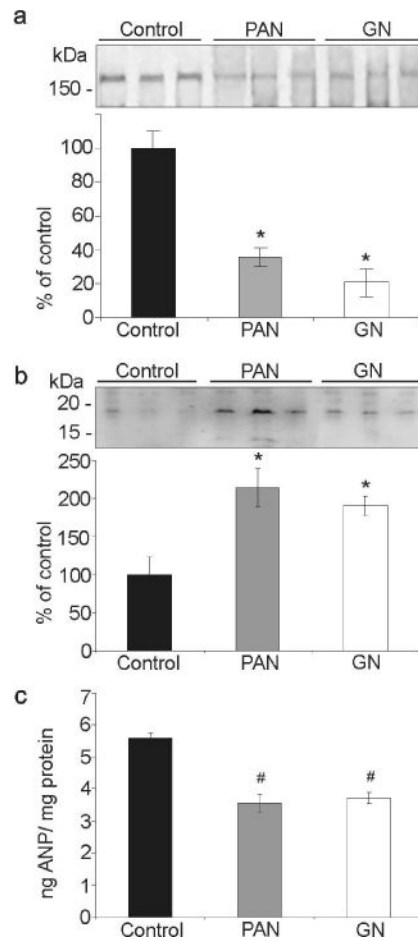 a
Control PAN GN
kDa
150 -
100
80
60
40
20
0
% of control
* *
Control PAN GN
b
Control PAN GN
kDa
20 -
15 -
250
200
150
100
50
0
% of control
* *
Control PAN GN
c
7
6
5
4
3
2
1
0
ng ANP/ mg protein
# #
Control PAN GN